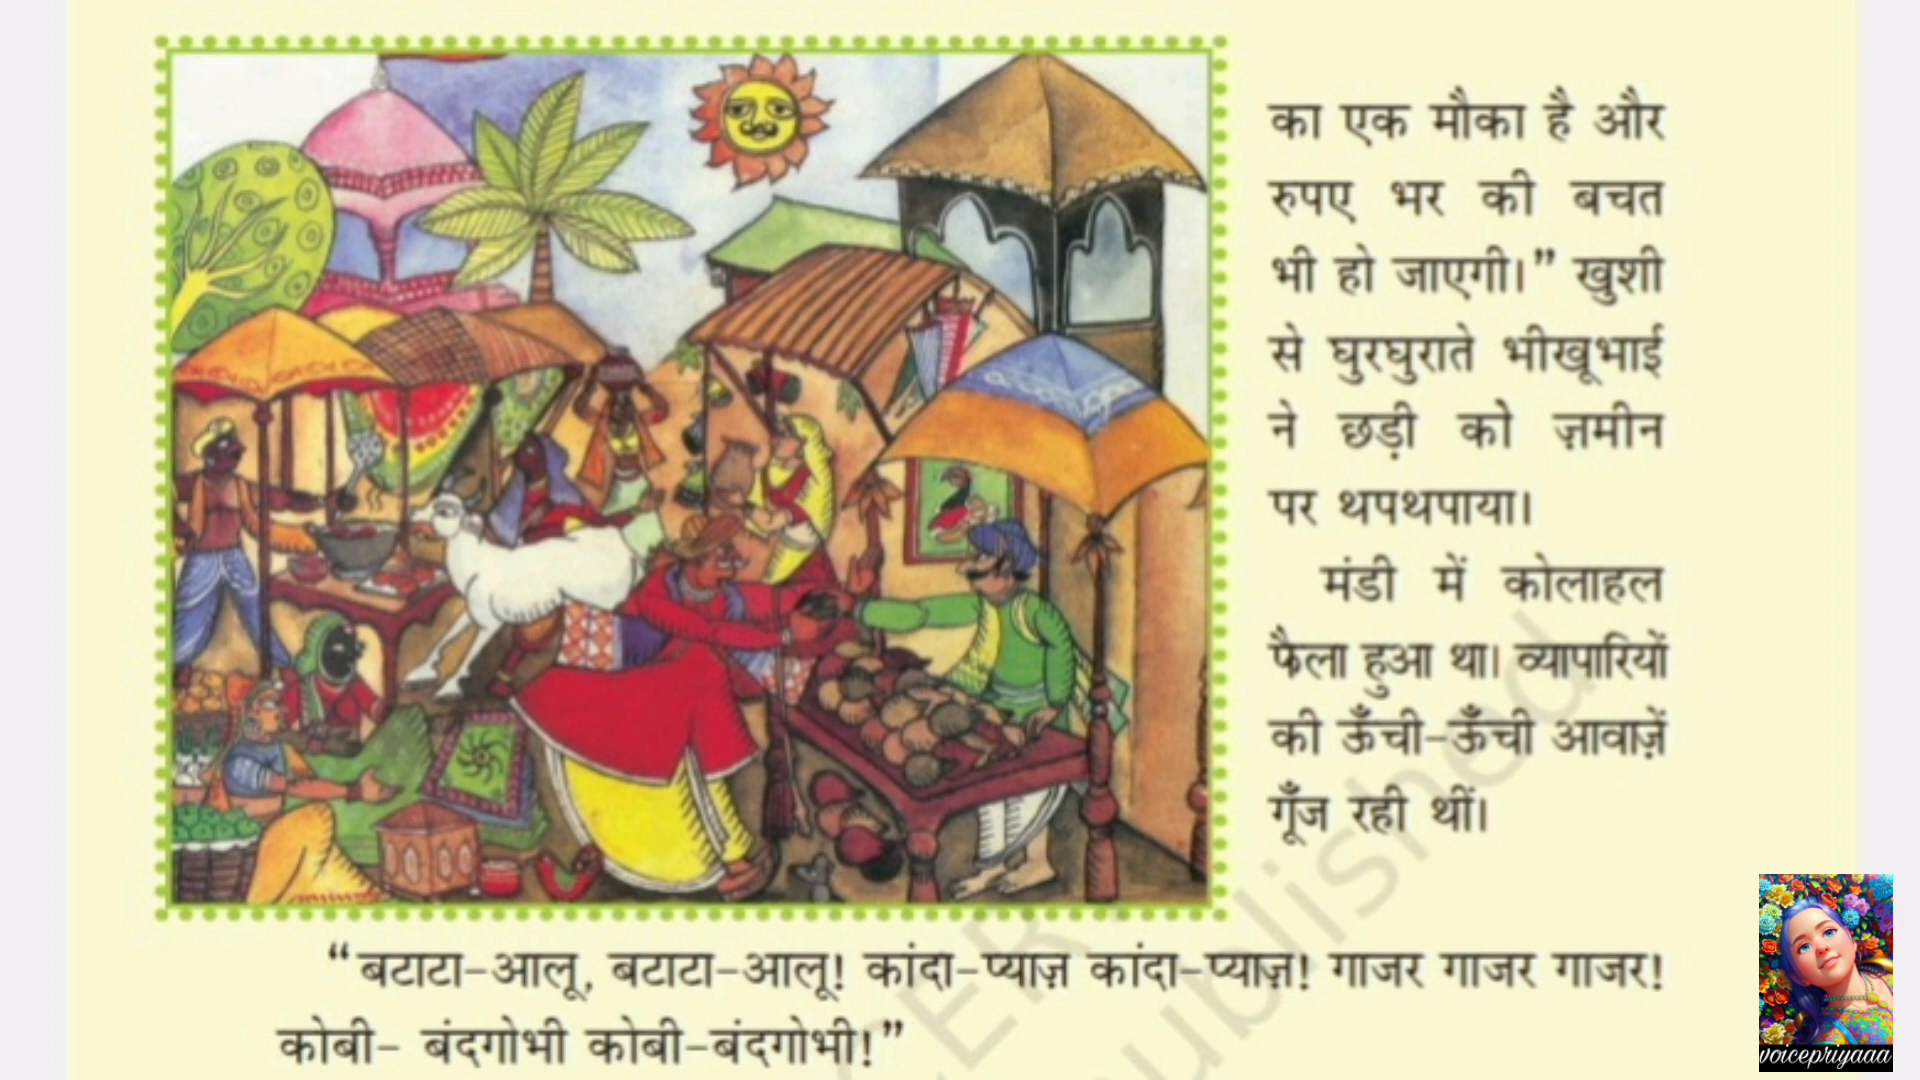 का एक मौका है और
रुपए भर की बचत
भी हो जाएगी।” खुशी
से घुरघुराते भीखूभाई
ने छड़ी को ज़मीन
पर थपथपाया।
मंडी में कोलाहल
फैला हुआ था। व्यापारियों
की ऊँची-ऊँची आवाज़ें
गूँज रही थीं।
“बटाटा-आलू, बटाटा-आलू! कांदा-प्याज़ कांदा-प्याज़! गाजर गाजर गाजर!
कोबी- बंदगोभी कोबी-बंदगोभी!”
published
voicepriyaaa